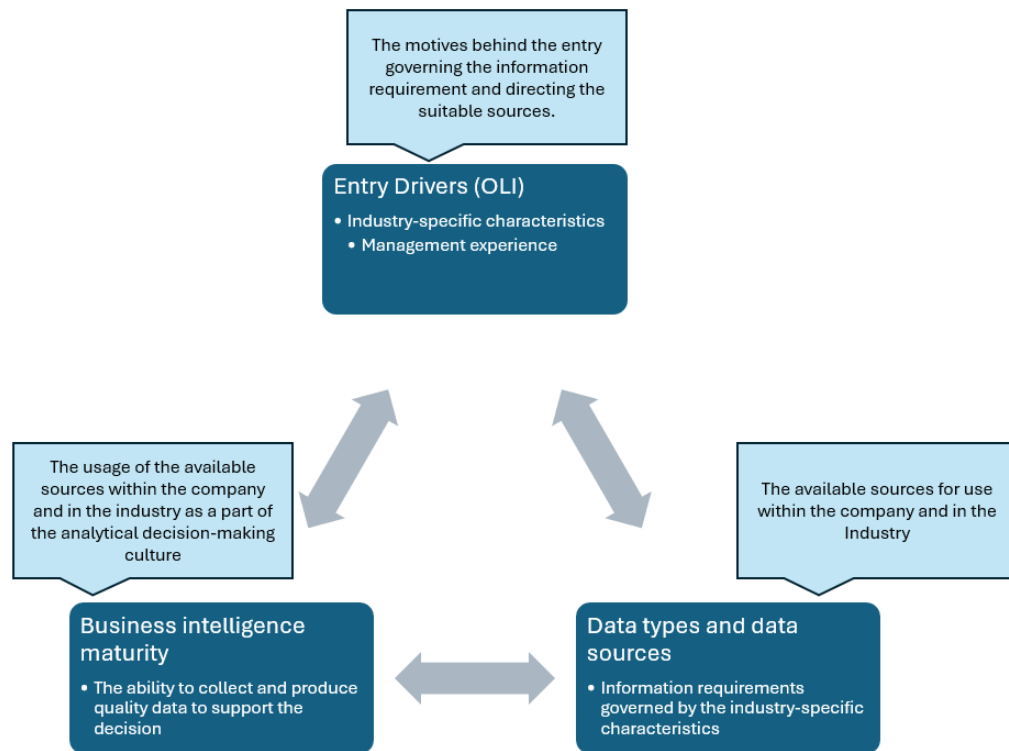 The motives behind the entry
governing the information
requirement and directing the
suitable sources.
Entry Drivers (OLI)
• Industry-specific characteristics
• Management experience
The usage of the available
sources within the company
and in the industry as a part of
the analytical decision-making
culture
The available sources for use
within the company and in the
Industry
Business intelligence
maturity
• The ability to collect and produce
quality data to support the
decision
Data types and data
sources
• Information requirements
governed by the industry-specific
characteristics